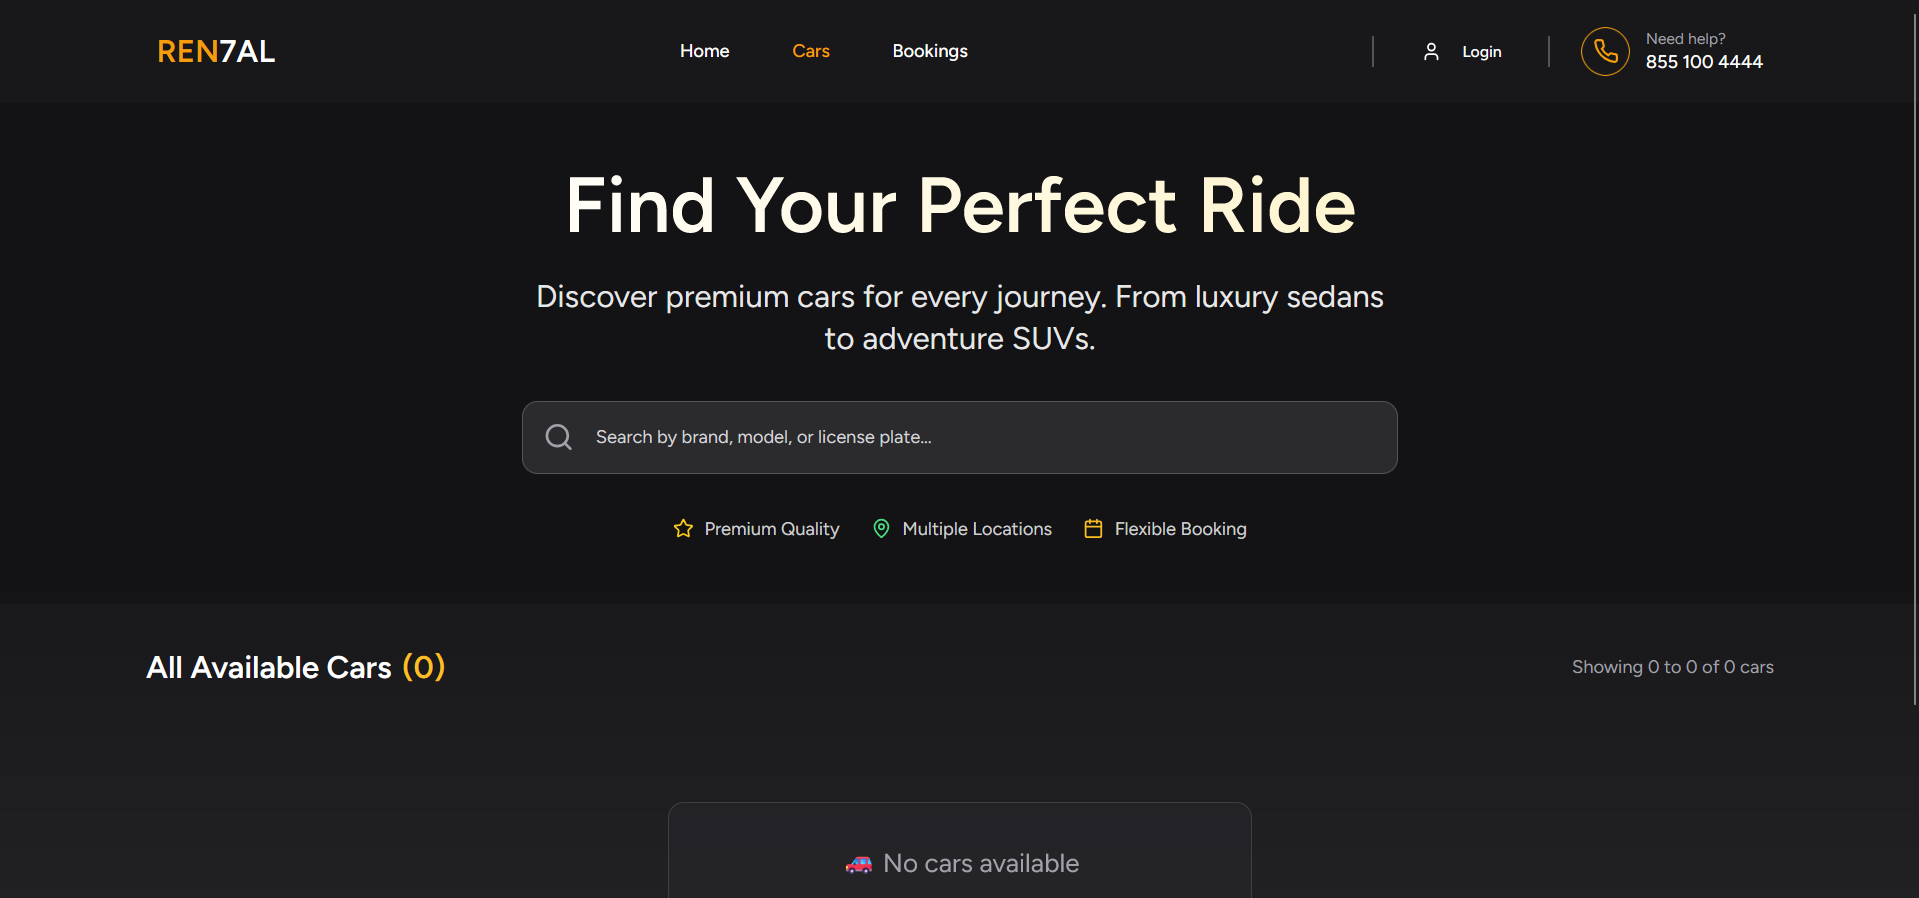 REN7AL
Home
Cars
Bookings
Login
Need help?
855 100 4444
Find Your Perfect Ride
Discover premium cars for every journey. From luxury sedans
to adventure SUVs.
Search by brand, model, or license plate...
Premium Quality
Multiple Locations
Flexible Booking
All Available Cars (0)
Showing 0 to 0 of 0 cars
No cars available